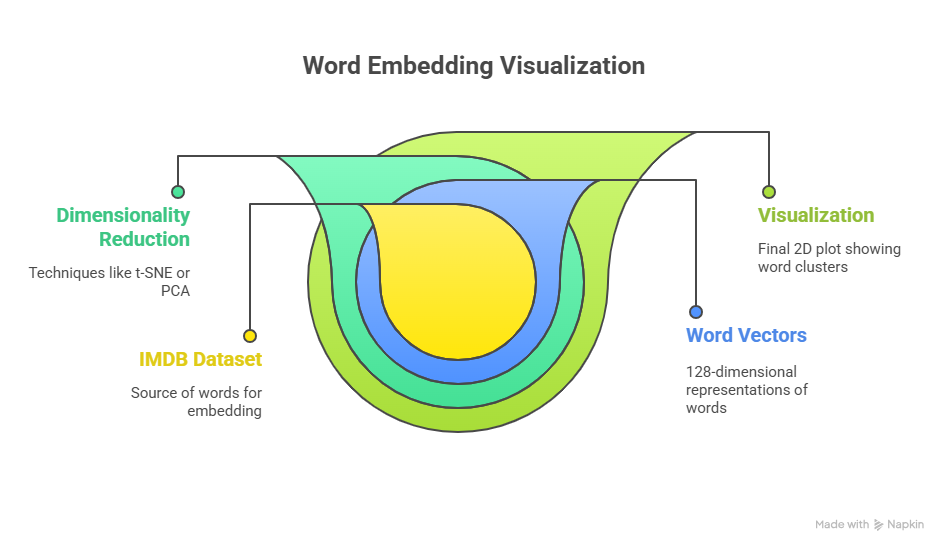 Word Embedding Visualization
Dimensionality
Reduction
Techniques like t-SNE or
PCA
IMDB Dataset
Source of words for
embedding
Visualization
Final 2D plot showing
word clusters
Word Vectors
128-dimensional
representations of
words
Made with Napkin